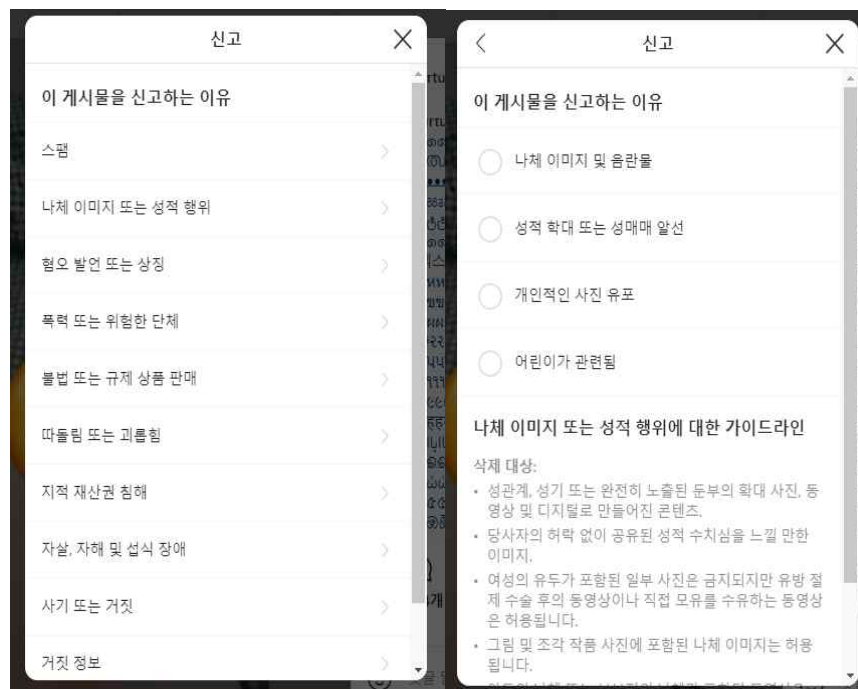 신고
이 게시물을 신고하는 이유
스팸
나체 이미지 또는 성적 행위
혐오 발언 또는 상징
폭력 또는 위험한 단체
불법 또는 규제 상품 판매
따돌림 또는 괴롭힘
지적 재산권 침해
자살, 자해 및 섭식 장애
사기 또는 거짓
거짓 정보
신고
이 게시물을 신고하는 이유
나체 이미지 및 음란물
성적 학대 또는 성매매 알선
개인적인 사진 유포
어린이가 관련됨
나체 이미지 또는 성적 행위에 대한 가이드라인
삭제 대상:
• 성관계, 성기 또는 완전히 노출된 둔부의 확대 사진, 동
영상 및 디지털로 만들어진 콘텐츠.
• 당사자의 허락 없이 공유된 성적 수치심을 느낄 만한
이미지.
• 여성의 유두가 포함된 일부 사진은 금지되지만 유방 절
제 수술 후의 동영상이나 직접 모유를 수유하는 동영상
은 허용됩니다.
• 그림 및 조각 작품 사진에 포함된 나체 이미지는 허용
됩니다.